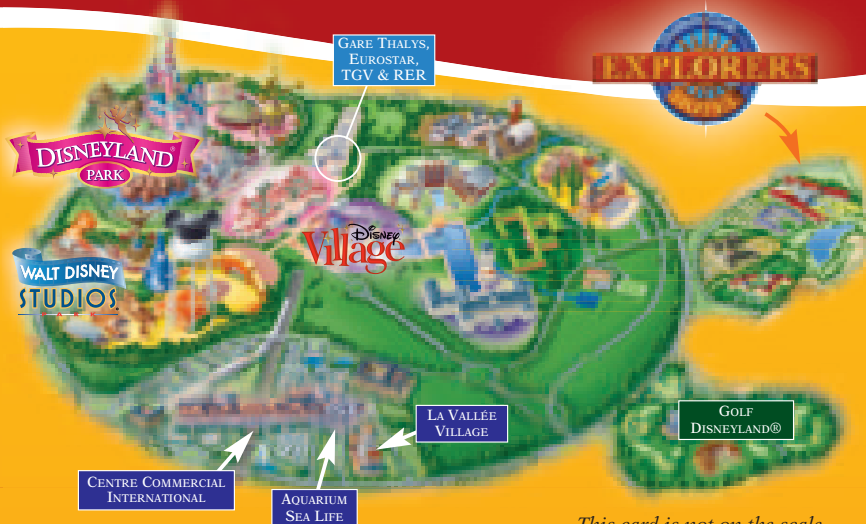 GARE THALYS,
EUROSTAR,
TGV & RER
EXPLORERS
DISNEYLAND®
PARK
DISNEY
Village
WALT DISNEY
STUDIOS
PARK
LA VALLÉE
VILLAGE
GOLF
DISNEYLAND®
CENTRE COMMERCIAL
INTERNATIONAL
AQUARIUM
SEA LIFE
This card is not on the scale